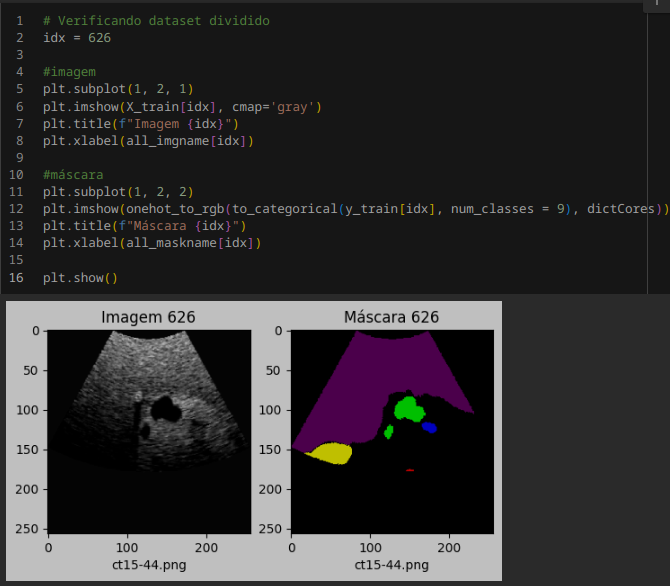 1 # Verificando dataset dividido
2 idx = 626
3
4 #imagem
5 plt.subplot(1, 2, 1)
6 plt.imshow(X_train[idx], cmap='gray')
7 plt.title(f"Imagem {idx}")
8 plt.xlabel(all_imgname[idx])
9
10 #máscara
11 plt.subplot(1, 2, 2)
12 plt.imshow(onehot_to_rgb(to_categorical(y_train[idx], num_classes = 9), dictCores))
13 plt.title(f"Máscara {idx}")
14 plt.xlabel(all_maskname[idx])
15
16 plt.show()
Imagem 626
0
50
100
150
200
250
0 100 200
ct15-44.png
Máscara 626
0
50
100
150
200
250
0 100 200
ct15-44.png